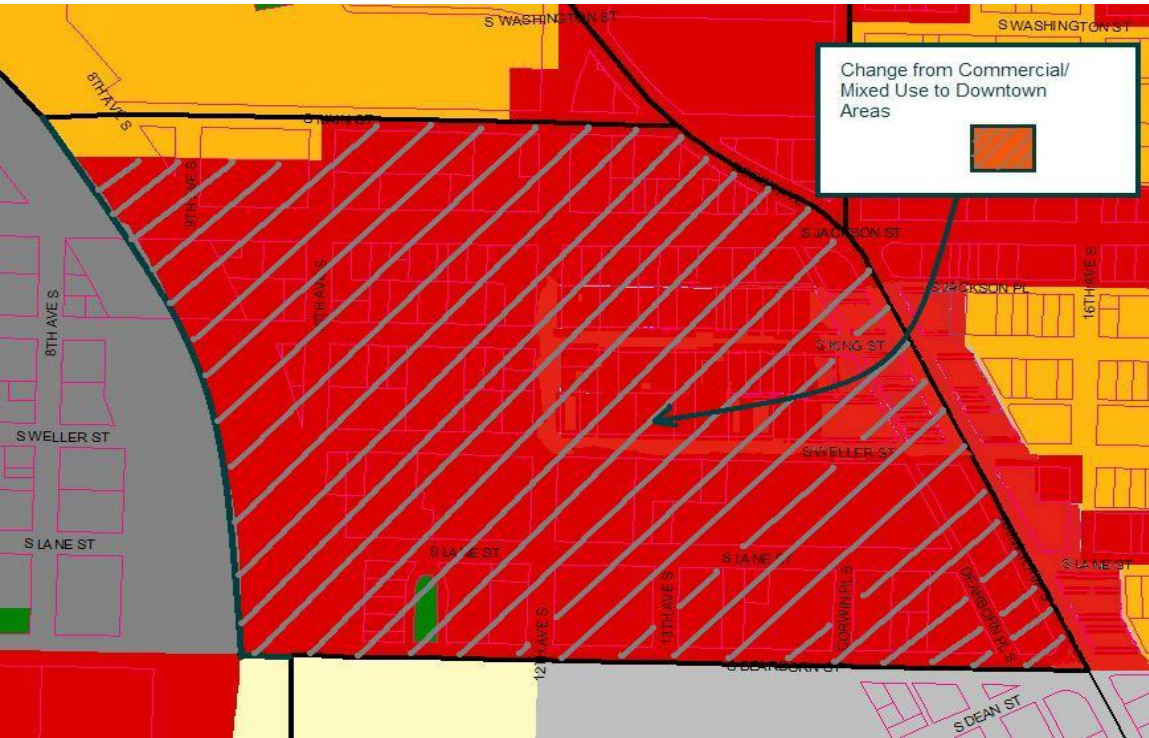 S WASHINGTON ST
S WASHINGTON ST
Change from Commercial/
Mixed Use to Downtown
Areas
8TH AVE S
S MAIN ST
9TH AVE S
S JACKSON ST
AVE S
16TH AVE S
8TH AVE S
S JACKSON PL
S KING ST
S WELLER ST
S WELLER ST
S LANE ST
S LANE ST
S LANE ST
S LANE ST
13TH AVE S
CORWIN PL S
DEARBORN PL S
12TH AVE S
S DEARBORN ST
S DEAN ST